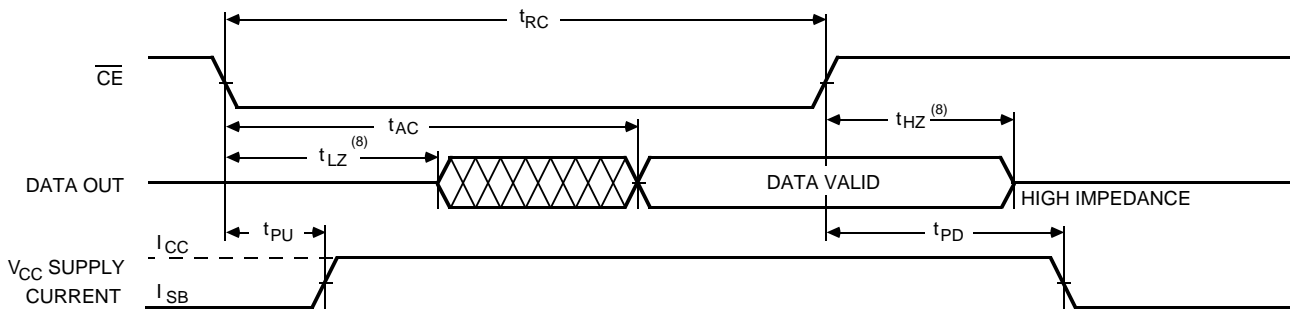 tRC
CE
tAC
tHZ (8)
tLZ (8)
DATA OUT
DATA VALID
HIGH IMPEDANCE
tPU
tPD
ICC
VCC SUPPLY
CURRENT
ISB